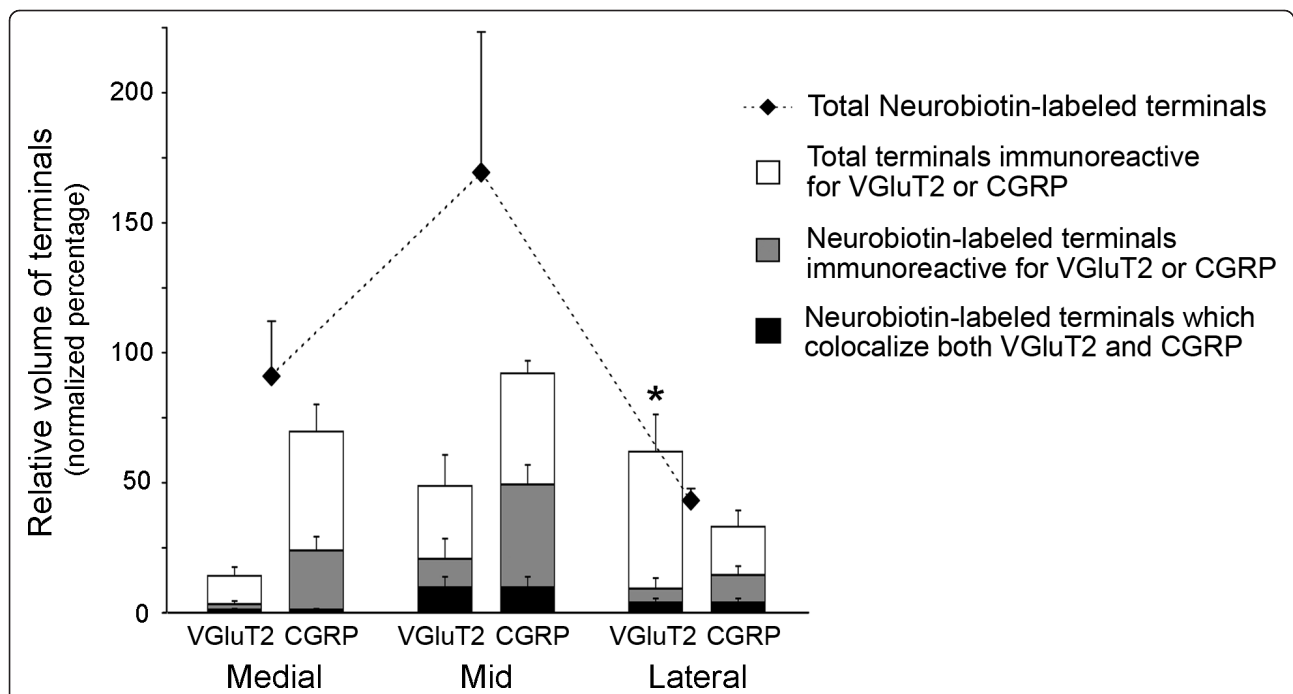 Relative volume of terminals
(normalized percentage)
200
150
100
50
0
*
VGluT2 CGRP VGluT2 CGRP VGluT2 CGRP
Medial Mid Lateral
Total Neurobiotin-labeled terminals
Total terminals immunoreactive
for VGluT2 or CGRP
Neurobiotin-labeled terminals
immunoreactive for VGluT2 or CGRP
Neurobiotin-labeled terminals which
colocalize both VGluT2 and CGRP